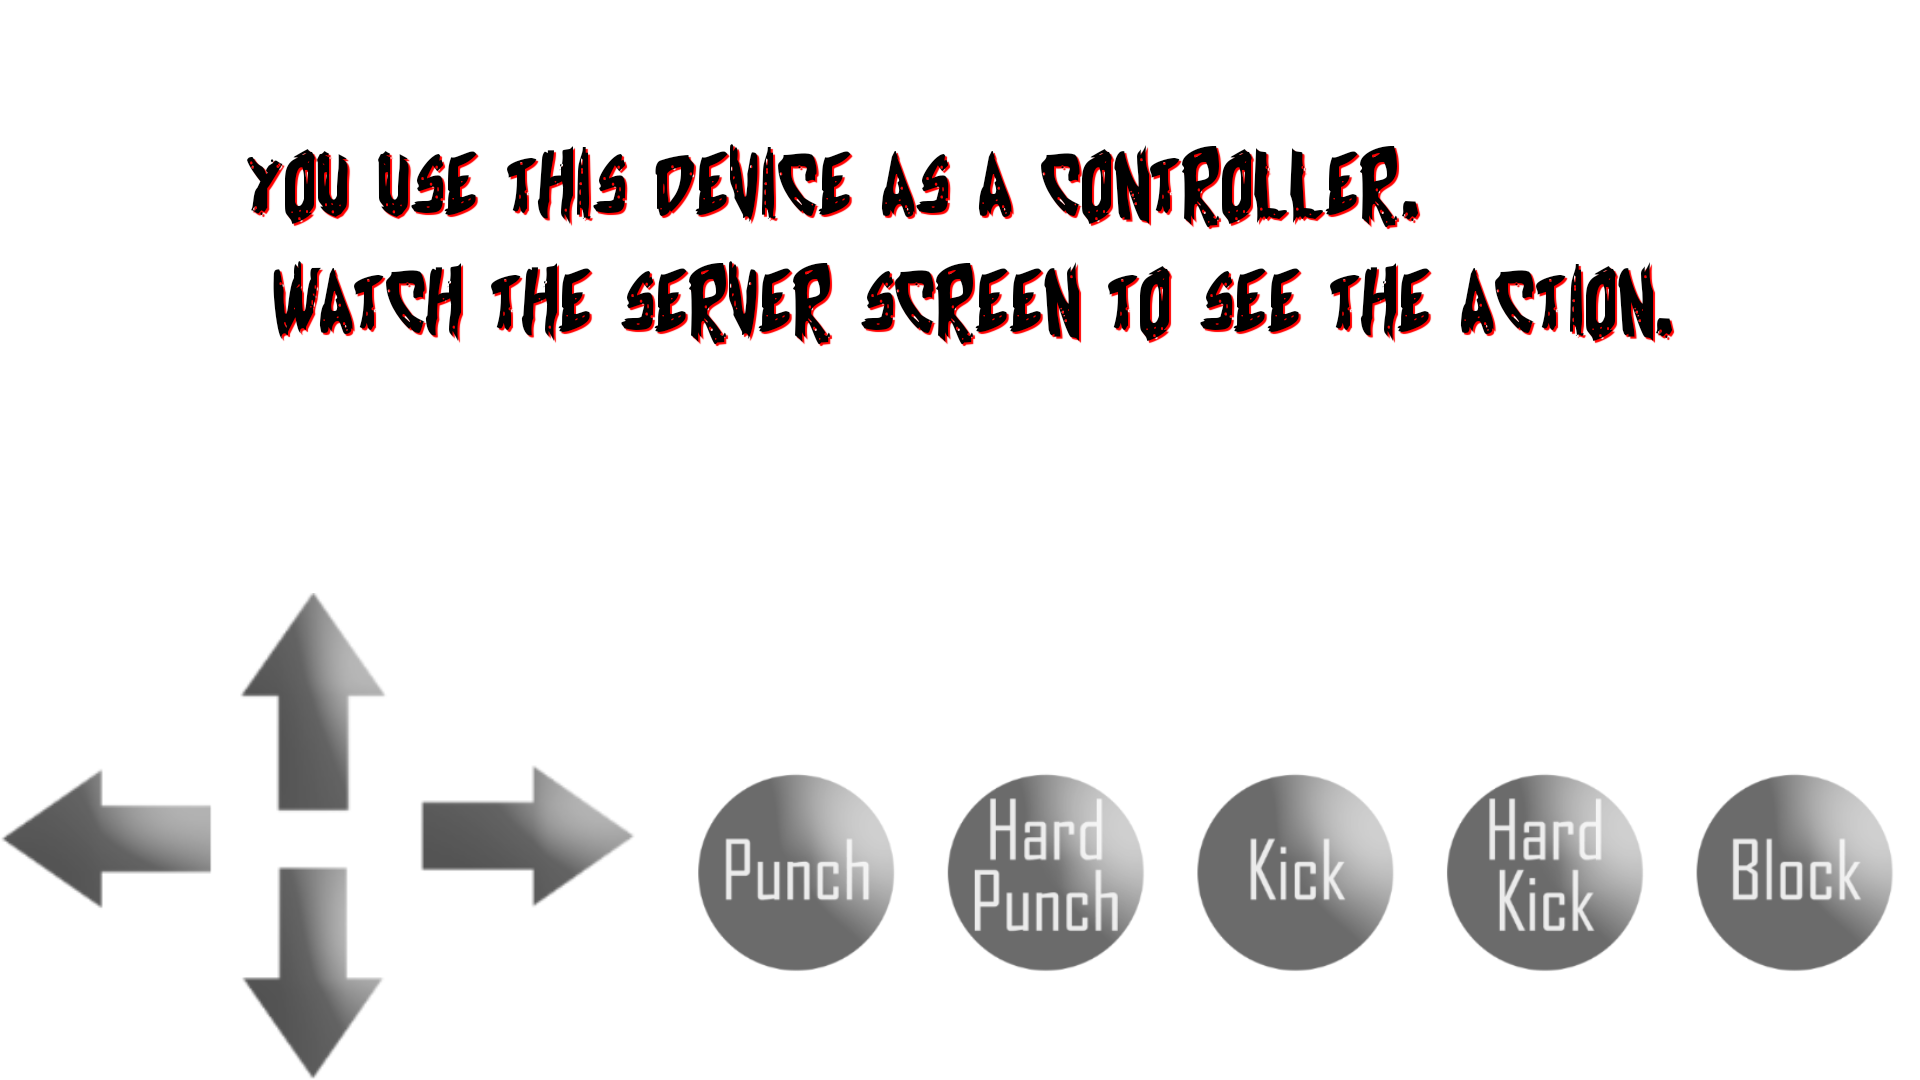 YOU USE THIS DEVICE AS A CONTROLLER.
WATCH THE SERVER SCREEN TO SEE THE ACTION.
Punch
Hard
Punch
Kick
Hard
Kick
Block